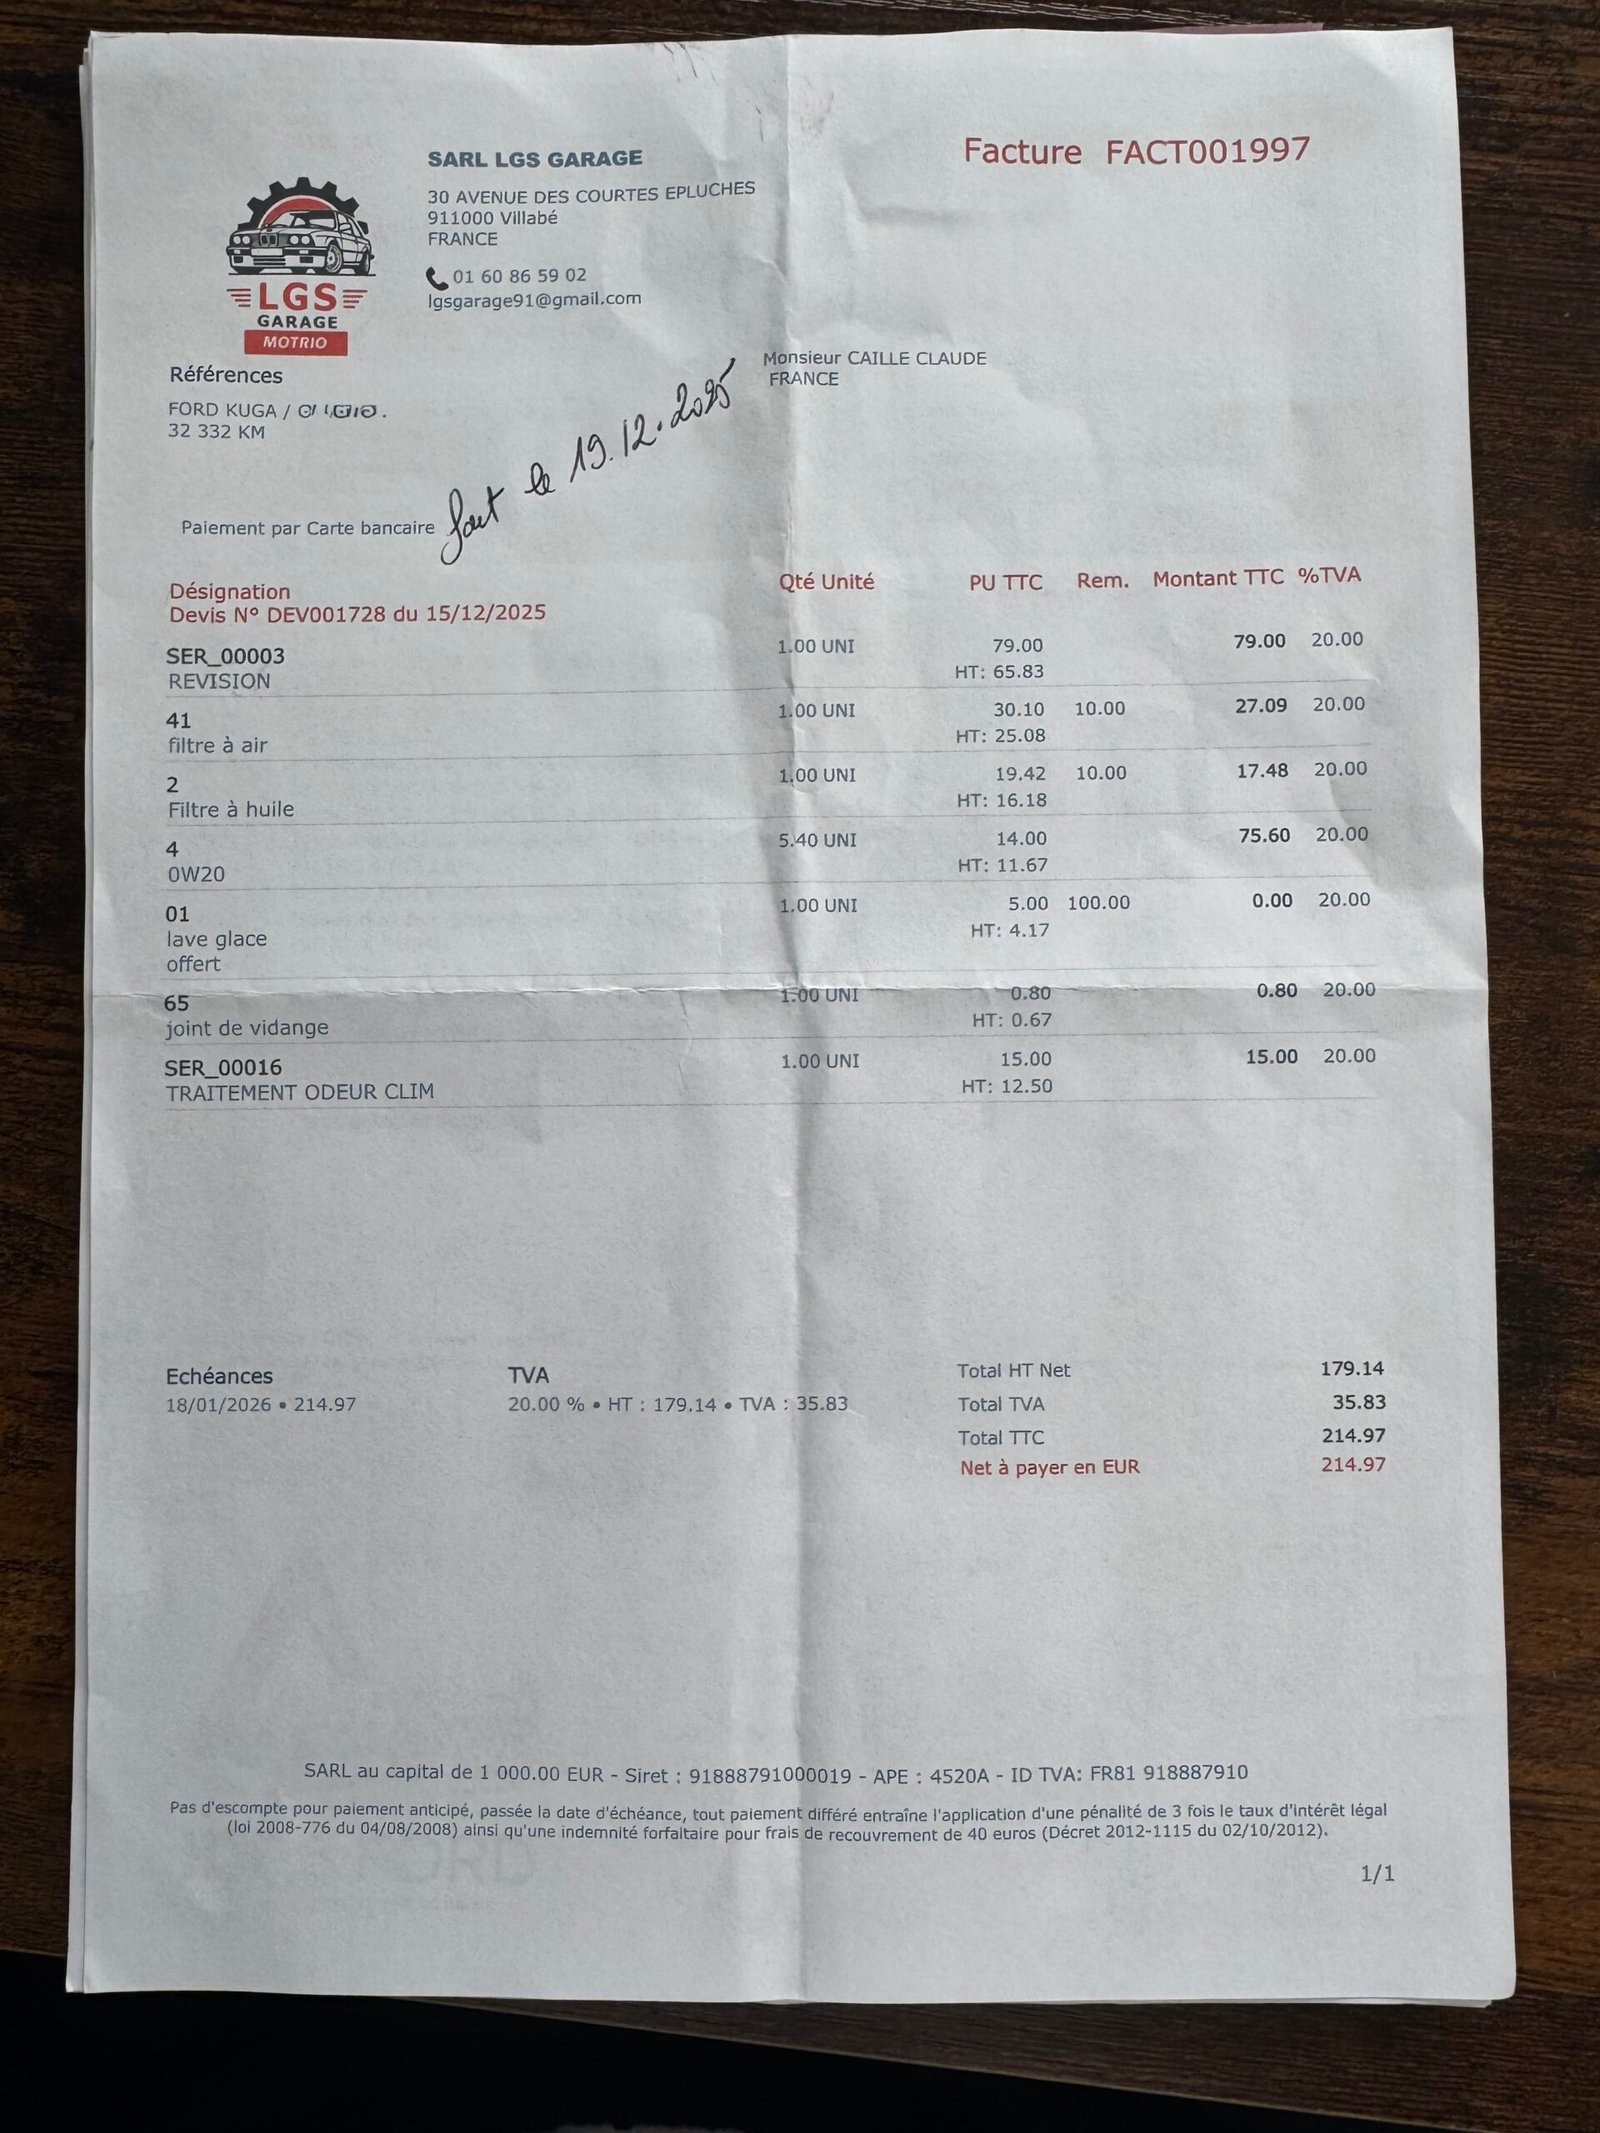 Facture FACT001997
SARL LGS GARAGE
30 AVENUE DES COURTES EPLUCHES
911000 Villabé
FRANCE
01 60 86 59 02
lgsgarage91@gmail.com
LGS
GARAGE
MOTRIO
Monsieur CAILLE CLAUDE
FRANCE
Références
FORD KUGA /
32 332 KM
fait le 19.12.2025
Paiement par Carte bancaire
Désignation Qté Unité PU TTC Rem. Montant TTC %TVA
Devis N° DEV001728 du 15/12/2025
SER_00003 1.00 UNI 79.00 79.00 20.00
REVISION HT: 65.83
41 1.00 UNI 30.10 10.00 27.09 20.00
filtre à air HT: 25.08
2 1.00 UNI 19.42 10.00 17.48 20.00
Filtre à huile HT: 16.18
4 5.40 UNI 14.00 75.60 20.00
0W20 HT: 11.67
01 1.00 UNI 5.00 100.00 0.00 20.00
lave glace HT: 4.17
offert
65 1.00 UNI 0.80 0.80 20.00
joint de vidange HT: 0.67
SER_00016 1.00 UNI 15.00 15.00 20.00
TRAITEMENT ODEUR CLIM HT: 12.50
Echéances TVA Total HT Net 179.14
18/01/2026 • 214.97 20.00 % • HT : 179.14 • TVA : 35.83 Total TVA 35.83
Total TTC 214.97
Net à payer en EUR 214.97
SARL au capital de 1 000.00 EUR - Siret : 91888791000019 - APE : 4520A - ID TVA: FR81 918887910
Pas d'escompte pour paiement anticipé, passée la date d'échéance, tout paiement différé entraîne l'application d'une pénalité de 3 fois le taux d'intérêt légal
(loi 2008-776 du 04/08/2008) ainsi qu'une indemnité forfaitaire pour frais de recouvrement de 40 euros (Décret 2012-1115 du 02/10/2012).
1/1